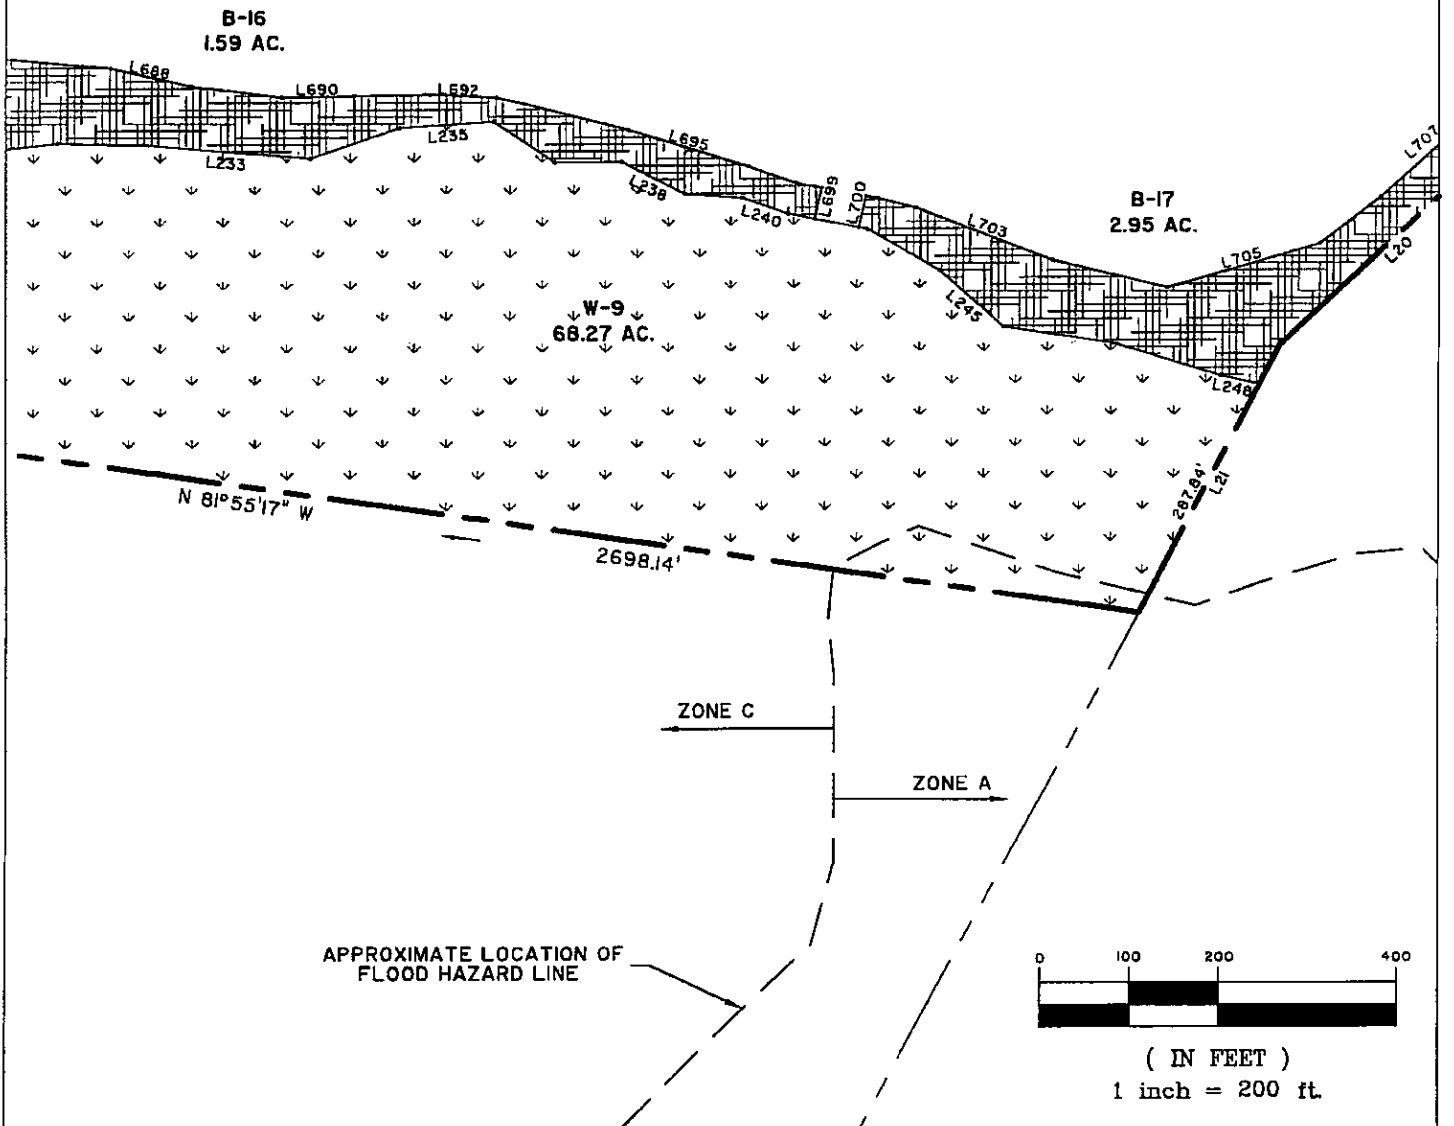 B-16
1.59 AC.
L688
L690
L692
L695
L699
L700
L703
L705
L707
L233
L235
L238
L240
L245
L248
B-17
2.95 AC.
L20
W-9
68.27 AC.
287.84'
L21
N 81°55'17" W
2698.14'
ZONE C
ZONE A
APPROXIMATE LOCATION OF
FLOOD HAZARD LINE
0 100 200 400
( IN FEET )
1 inch = 200 ft.